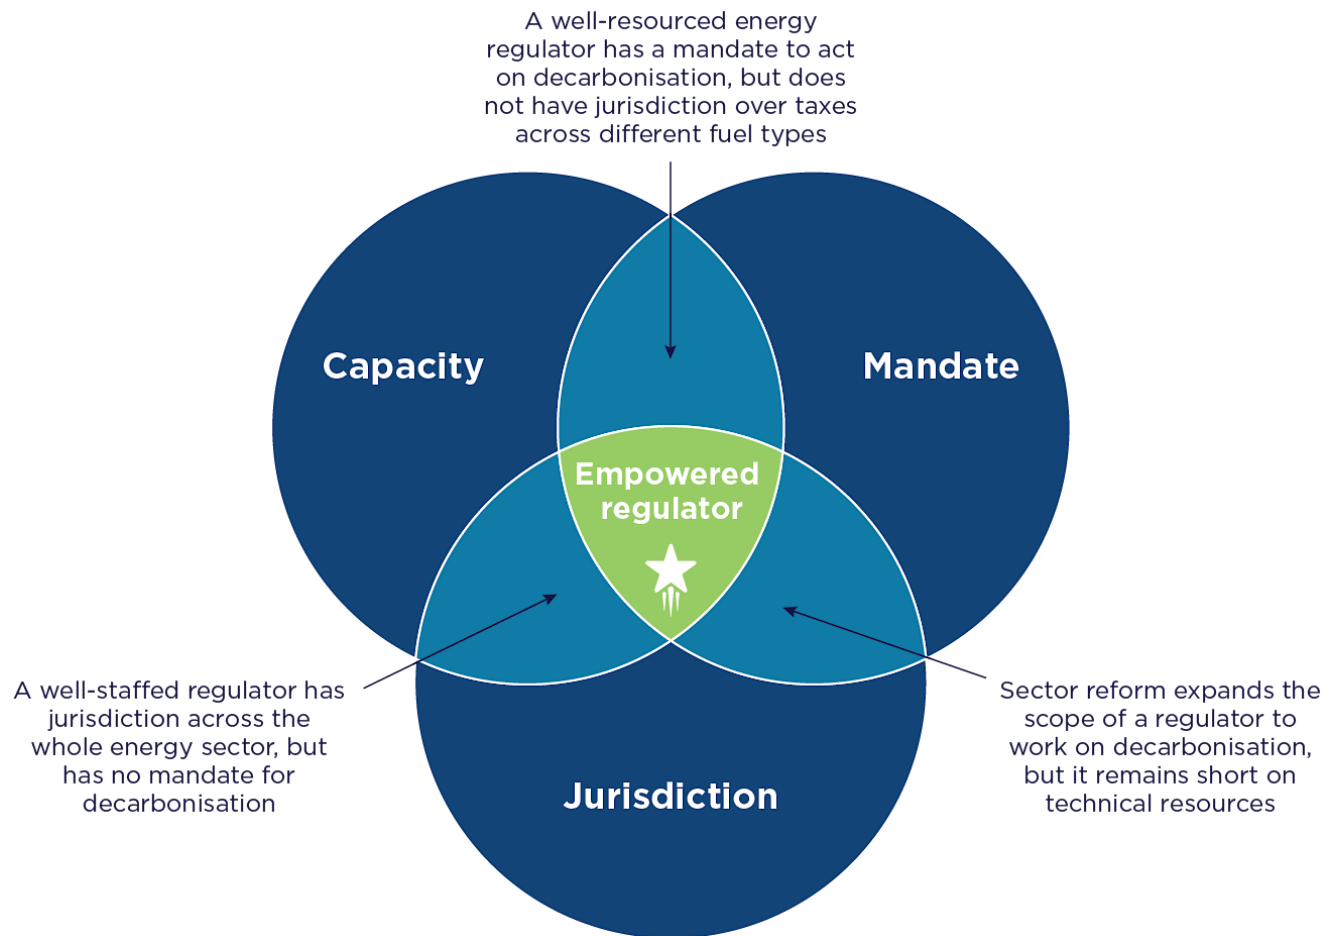 A well-resourced energy
regulator has a mandate to act
on decarbonisation, but does
not have jurisdiction over taxes
across different fuel types
Capacity
Mandate
Empowered
regulator
A well-staffed regulator has
jurisdiction across the
whole energy sector, but
has no mandate for
decarbonisation
Sector reform expands the
scope of a regulator to
work on decarbonisation,
but it remains short on
technical resources
Jurisdiction